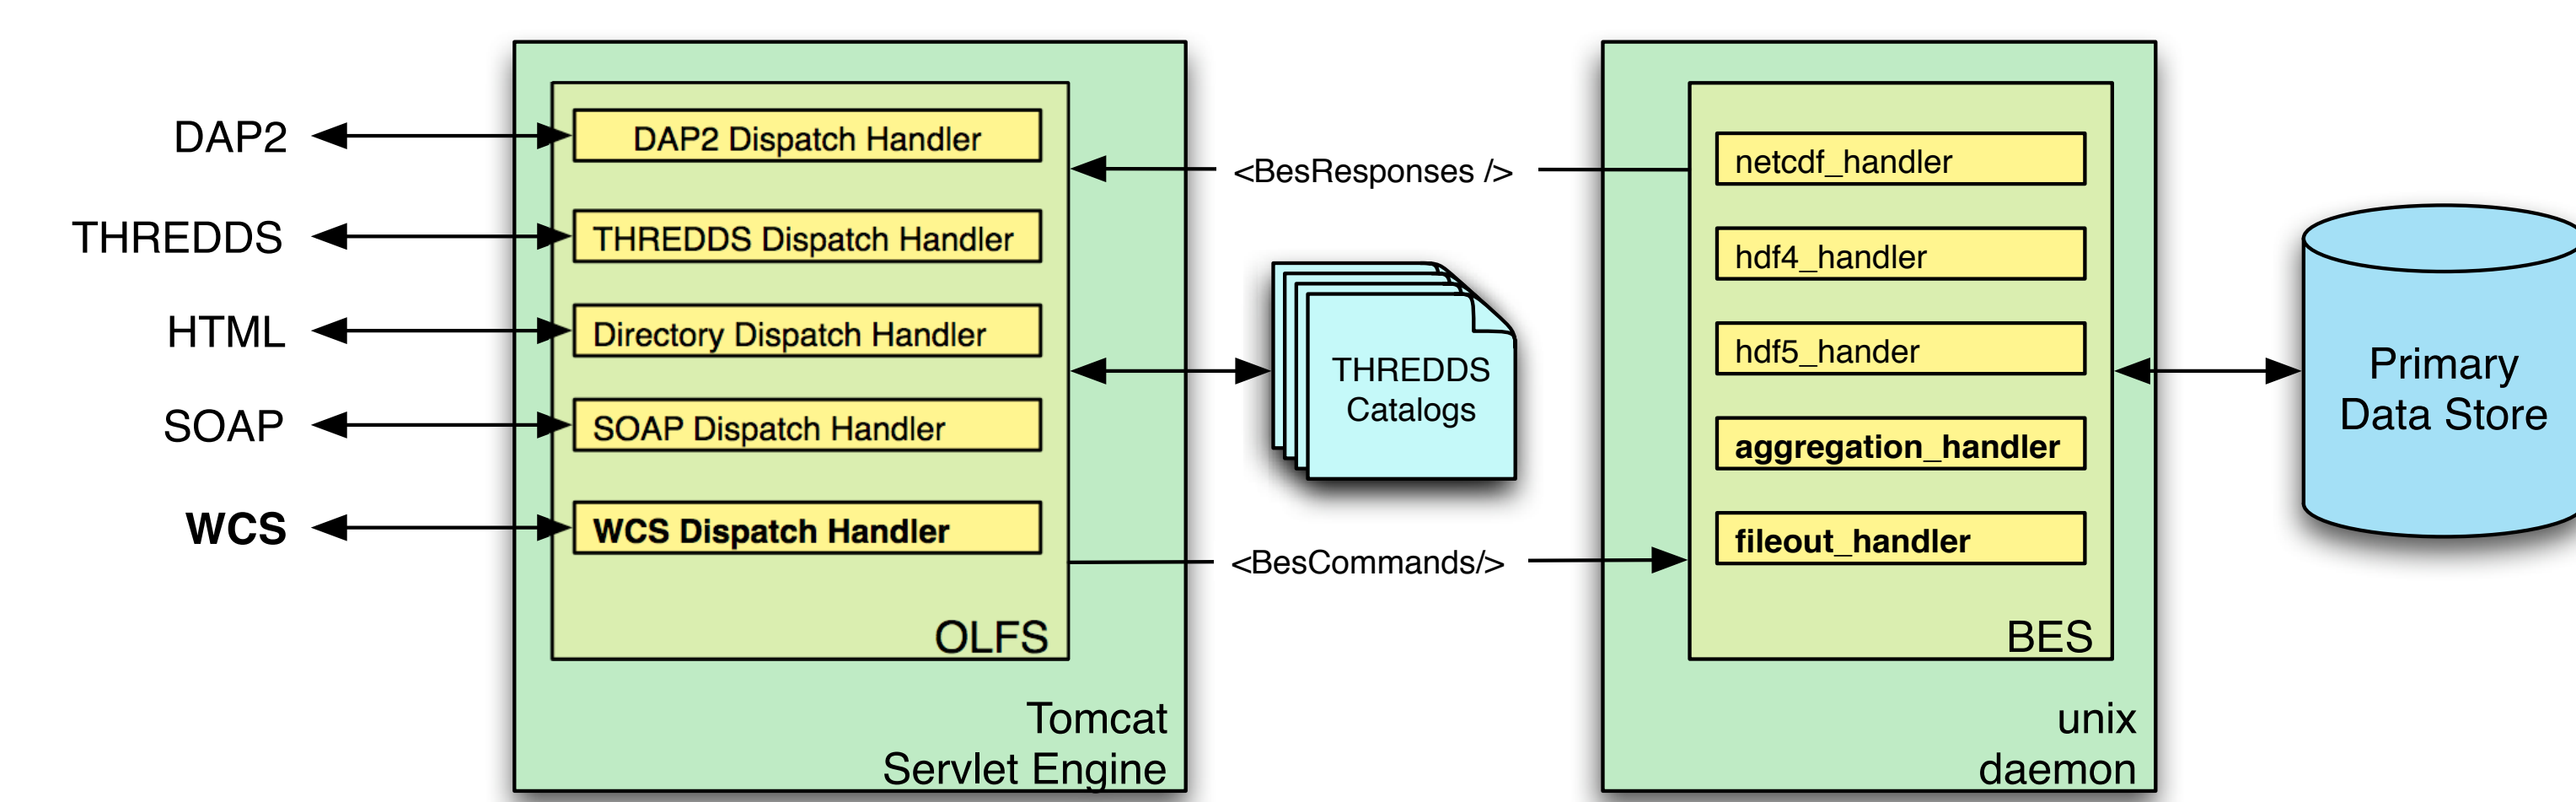 DAP2
THREDDS
HTML
SOAP
WCS
DAP2 Dispatch Handler
THREDDS Dispatch Handler
Directory Dispatch Handler
SOAP Dispatch Handler
WCS Dispatch Handler
OLFS
Tomcat
Servlet Engine
<BesResponses />
THREDDS
Catalogs
<BesCommands/>
netcdf_handler
hdf4_handler
hdf5_hander
aggregation_handler
fileout_handler
BES
unix
daemon
Primary
Data Store